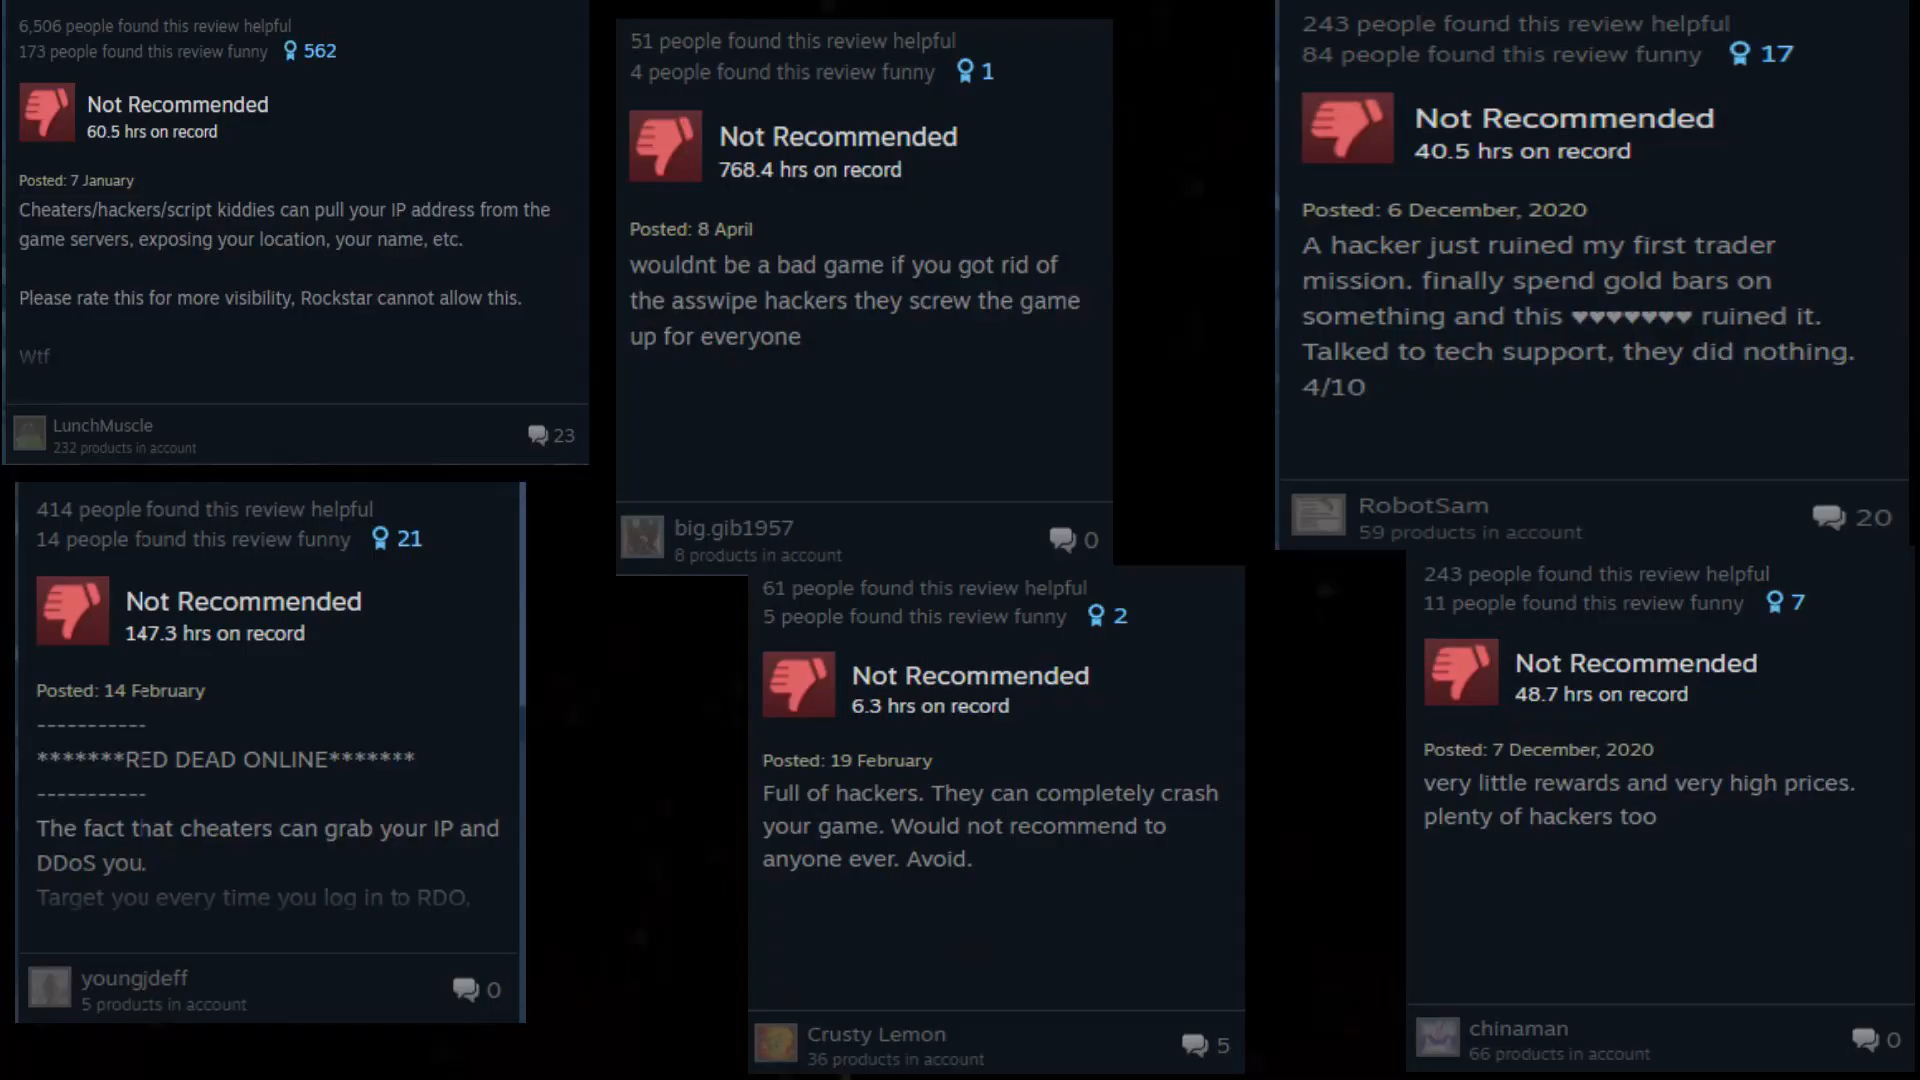 6,506 people found this review helpful
173 people found this review funny 562
Not Recommended
60.5 hrs on record
Posted: 7 January
Cheaters/hackers/script kiddies can pull your IP address from the
game servers, exposing your location, your name, etc.
Please rate this for more visibility, Rockstar cannot allow this.
Wtf
LunchMuscle
232 products in account
23
51 people found this review helpful
4 people found this review funny 1
Not Recommended
768.4 hrs on record
Posted: 8 April
wouldnt be a bad game if you got rid of
the asswipe hackers they screw the game
up for everyone
big.gib1957
8 products in account
0
243 people found this review helpful
84 people found this review funny 17
Not Recommended
40.5 hrs on record
Posted: 6 December, 2020
A hacker just ruined my first trader
mission. finally spend gold bars on
something and this ♥♥♥♥♥♥♥ ruined it.
Talked to tech support, they did nothing.
4/10
RobotSam
59 products in account
20
414 people found this review helpful
14 people found this review funny 21
Not Recommended
147.3 hrs on record
Posted: 14 February
-----------
*******RED DEAD ONLINE*******
-----------
The fact that cheaters can grab your IP and
DDoS you.
Target you every time you log in to RDO,
youngjdeff
5 products in account
0
61 people found this review helpful
5 people found this review funny 2
Not Recommended
6.3 hrs on record
Posted: 19 February
Full of hackers. They can completely crash
your game. Would not recommend to
anyone ever. Avoid.
Crusty Lemon
36 products in account
5
243 people found this review helpful
11 people found this review funny 7
Not Recommended
48.7 hrs on record
Posted: 7 December, 2020
very little rewards and very high prices.
plenty of hackers too
chinaman
66 products in account
0